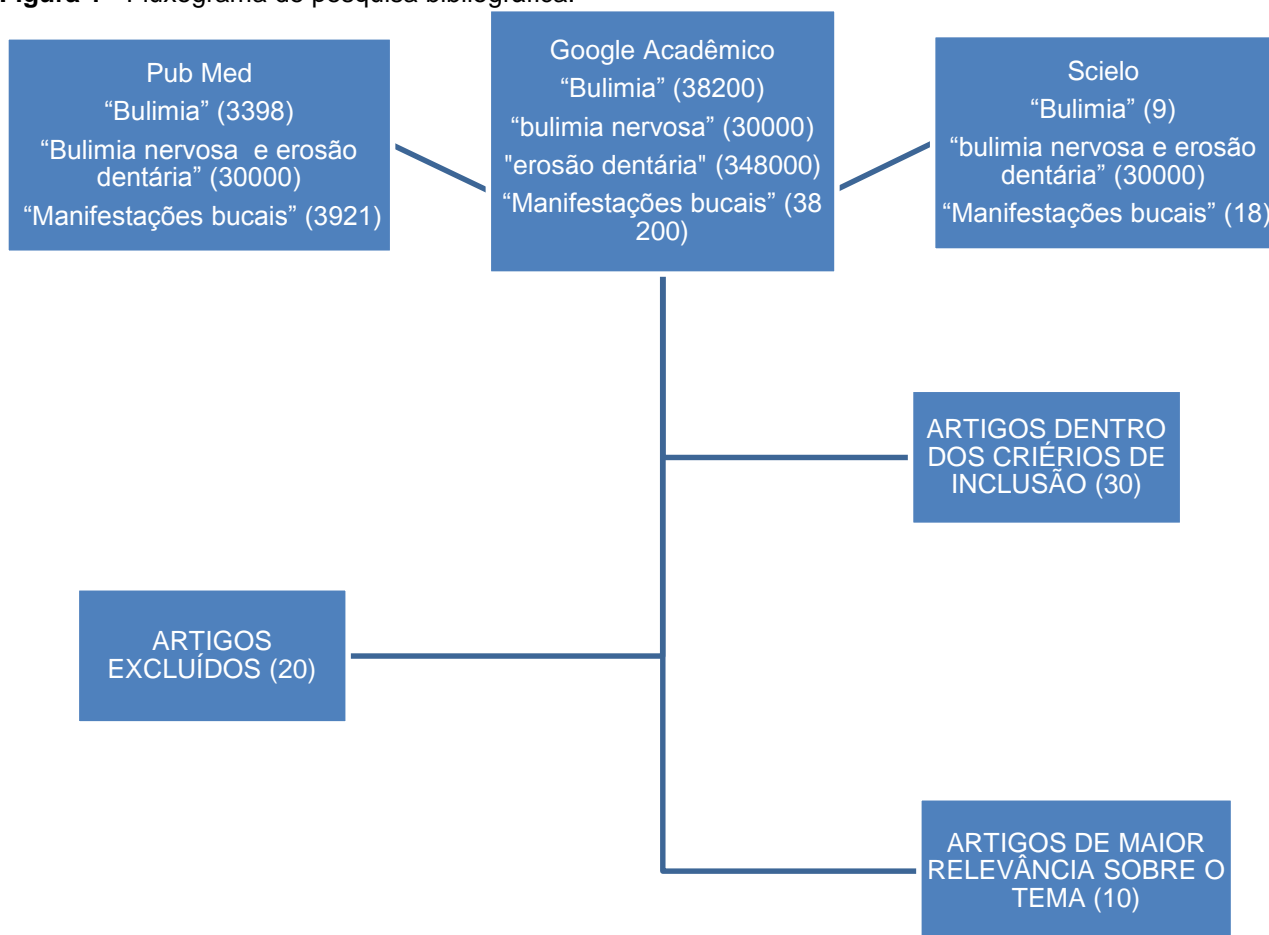 Pub Med
“Bulimia” (3398)
“Bulimia nervosa e erosão
dentária” (30000)
“Manifestações bucais” (3921)
Google Acadêmico
“Bulimia” (38200)
“bulimia nervosa” (30000)
"erosão dentária" (348000)
“Manifestações bucais” (38
200)
Scielo
“Bulimia” (9)
“bulimia nervosa e erosão
dentária” (30000)
“Manifestações bucais” (18)
ARTIGOS DENTRO
DOS CRIÉRIOS DE
INCLUSÃO (30)
ARTIGOS
EXCLUÍDOS (20)
ARTIGOS DE MAIOR
RELEVÂNCIA SOBRE O
TEMA (10)